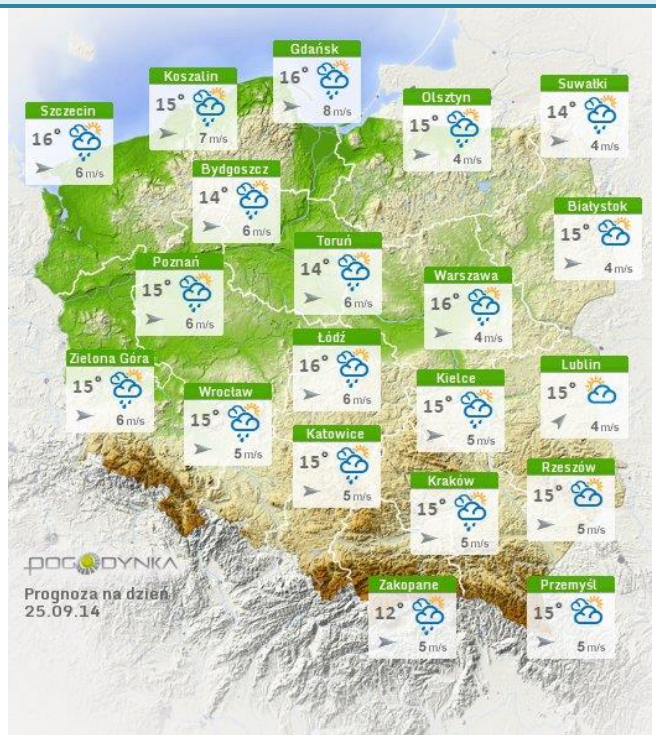 Gdańsk
16°
8 m/s
Koszalin
15°
7 m/s
Suwałki
14°
4 m/s
Olsztyn
15°
4 m/s
Szczecin
16°
6 m/s
Bydgoszcz
14°
6 m/s
Białystok
15°
4 m/s
Toruń
14°
6 m/s
Poznań
15°
6 m/s
Warszawa
16°
4 m/s
Łódź
16°
6 m/s
Zielona Góra
15°
6 m/s
Lublin
15°
4 m/s
Kielce
15°
5 m/s
Wrocław
15°
5 m/s
Katowice
15°
5 m/s
Rzeszów
15°
5 m/s
Kraków
15°
5 m/s
POGODYNKA
Prognoza na dzień
25.09.14
Zakopane
12°
5 m/s
Przemyśl
15°
5 m/s